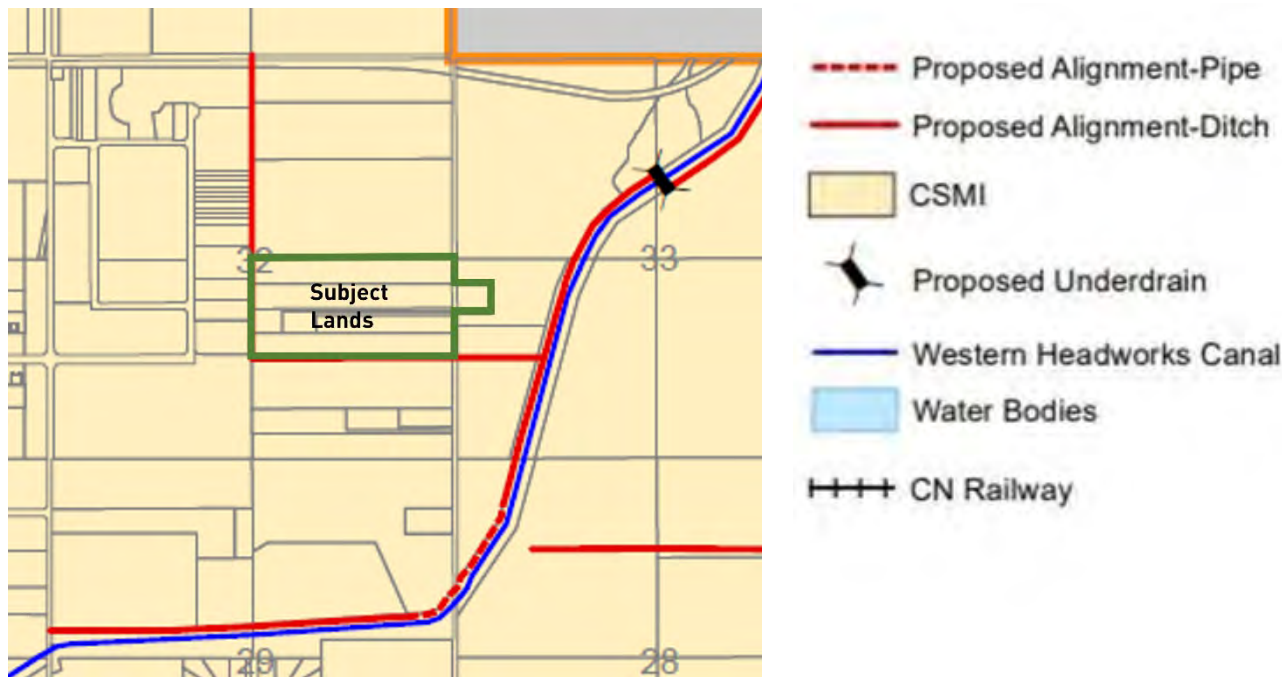 32
33
Subject
Lands
29
28
Proposed Alignment-Pipe
Proposed Alignment-Ditch
CSMI
Proposed Underdrain
Western Headworks Canal
Water Bodies
CN Railway